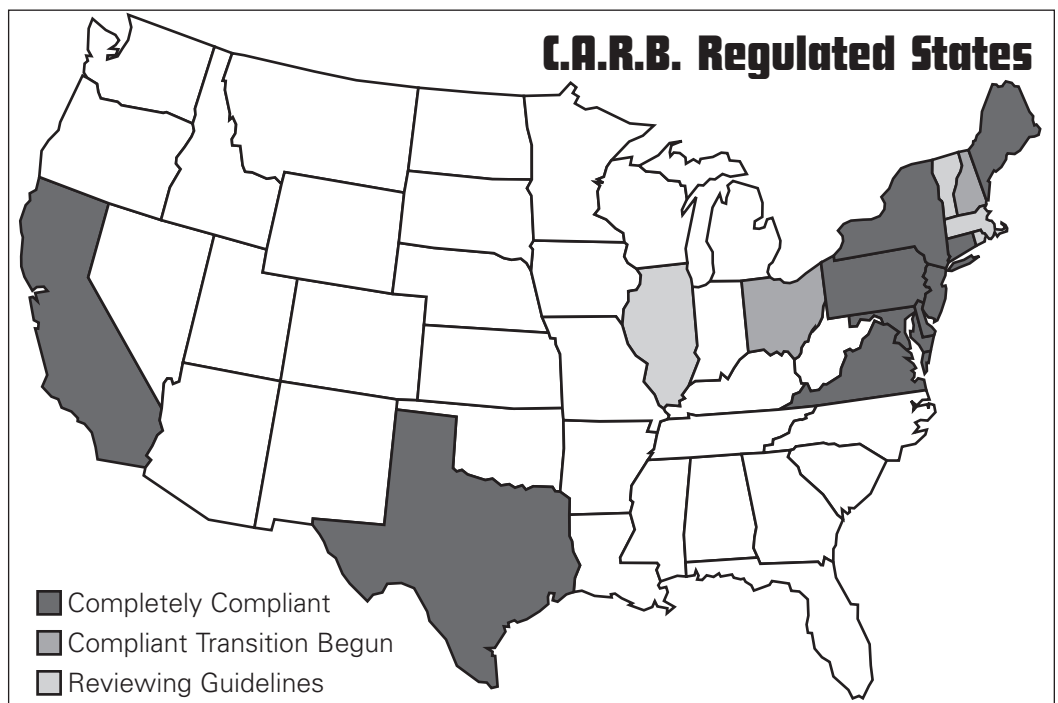 C.A.R.B. Regulated States
Completely Compliant
Compliant Transition Begun
Reviewing Guidelines